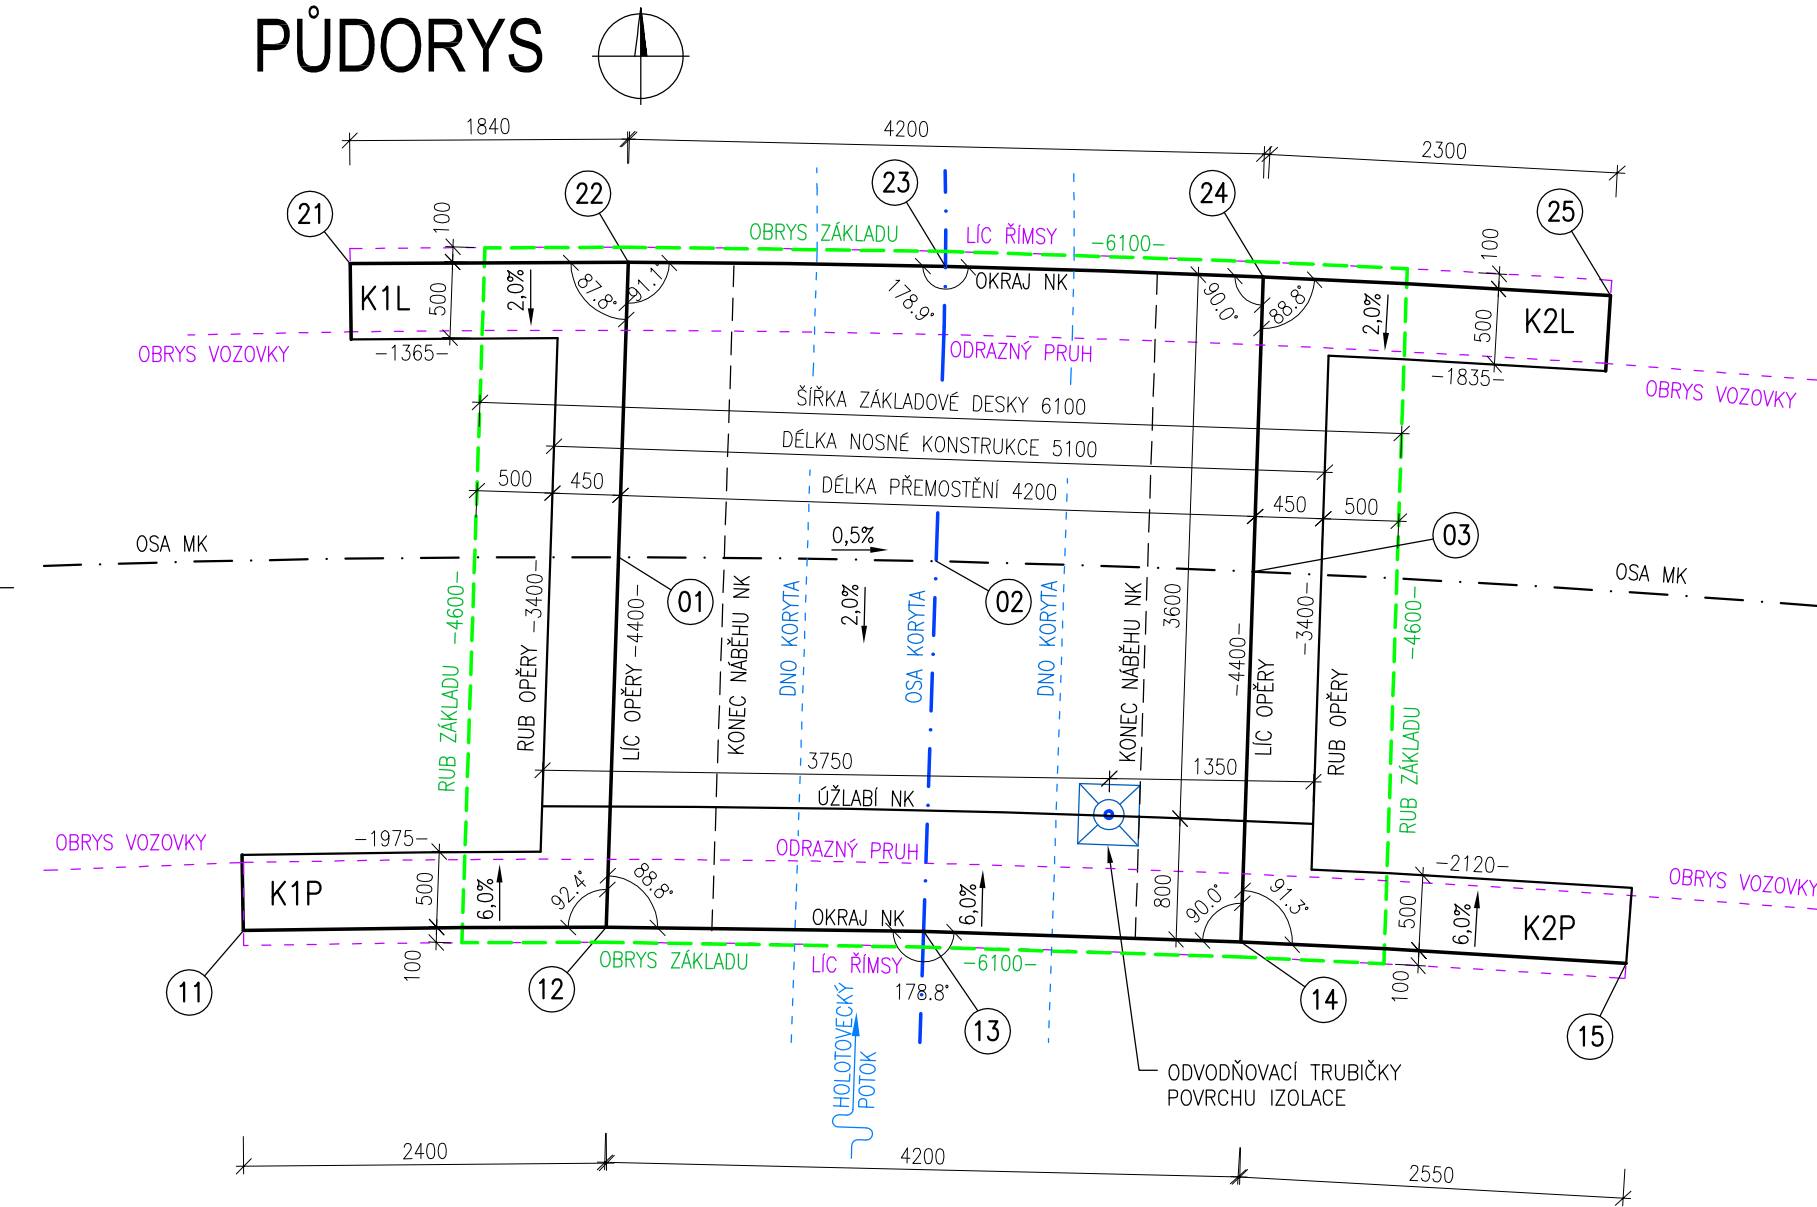 PŮDORYS
1840
4200
2300
21
22
23
24
25
100
OBRYS ZÁKLADU
LÍC ŘÍMSY
-6100-
100
K1L
500
2,0%
87.8°
91.1°
178.9°
OKRAJ NK
90.0°
88.8°
2,0%
500
K2L
OBRYS VOZOVKY
-1365-
ODRAZNÝ PRUH
-1835-
OBRYS VOZOVKY
ŠÍŘKA ZÁKLADOVÉ DESKY 6100
DÉLKA NOSNÉ KONSTRUKCE 5100
500
450
DÉLKA PŘEMOSTĚNÍ 4200
450
500
OSA MK
0,5%
03
OSA MK
01
02
2,0%
3600
RUB ZÁKLADU -4600-
RUB OPĚRY -3400-
LÍC OPĚRY -4400-
KONEC NÁBĚHU NK
DNO KORYTA
OSA KORYTA
DNO KORYTA
KONEC NÁBĚHU NK
-4400-
LÍC OPĚRY
-3400-
RUB OPĚRY
-4600-
RUB ZÁKLADU
3750
1350
ÚŽLABÍ NK
OBRYS VOZOVKY
-1975-
ODRAZNÝ PRUH
-2120-
OBRYS VOZOVKY
K1P
500
6,0%
92.4°
88.8°
OKRAJ NK
6,0%
800
90.0°
91.3°
500
6,0%
K2P
100
OBRYS ZÁKLADU
LÍC ŘÍMSY
-6100-
100
178.8°
11
12
13
14
15
HOLOTOVECKÝ
POTOK
ODVODŇOVACÍ TRUBIČKY
POVRCHU IZOLACE
2400
4200
2550